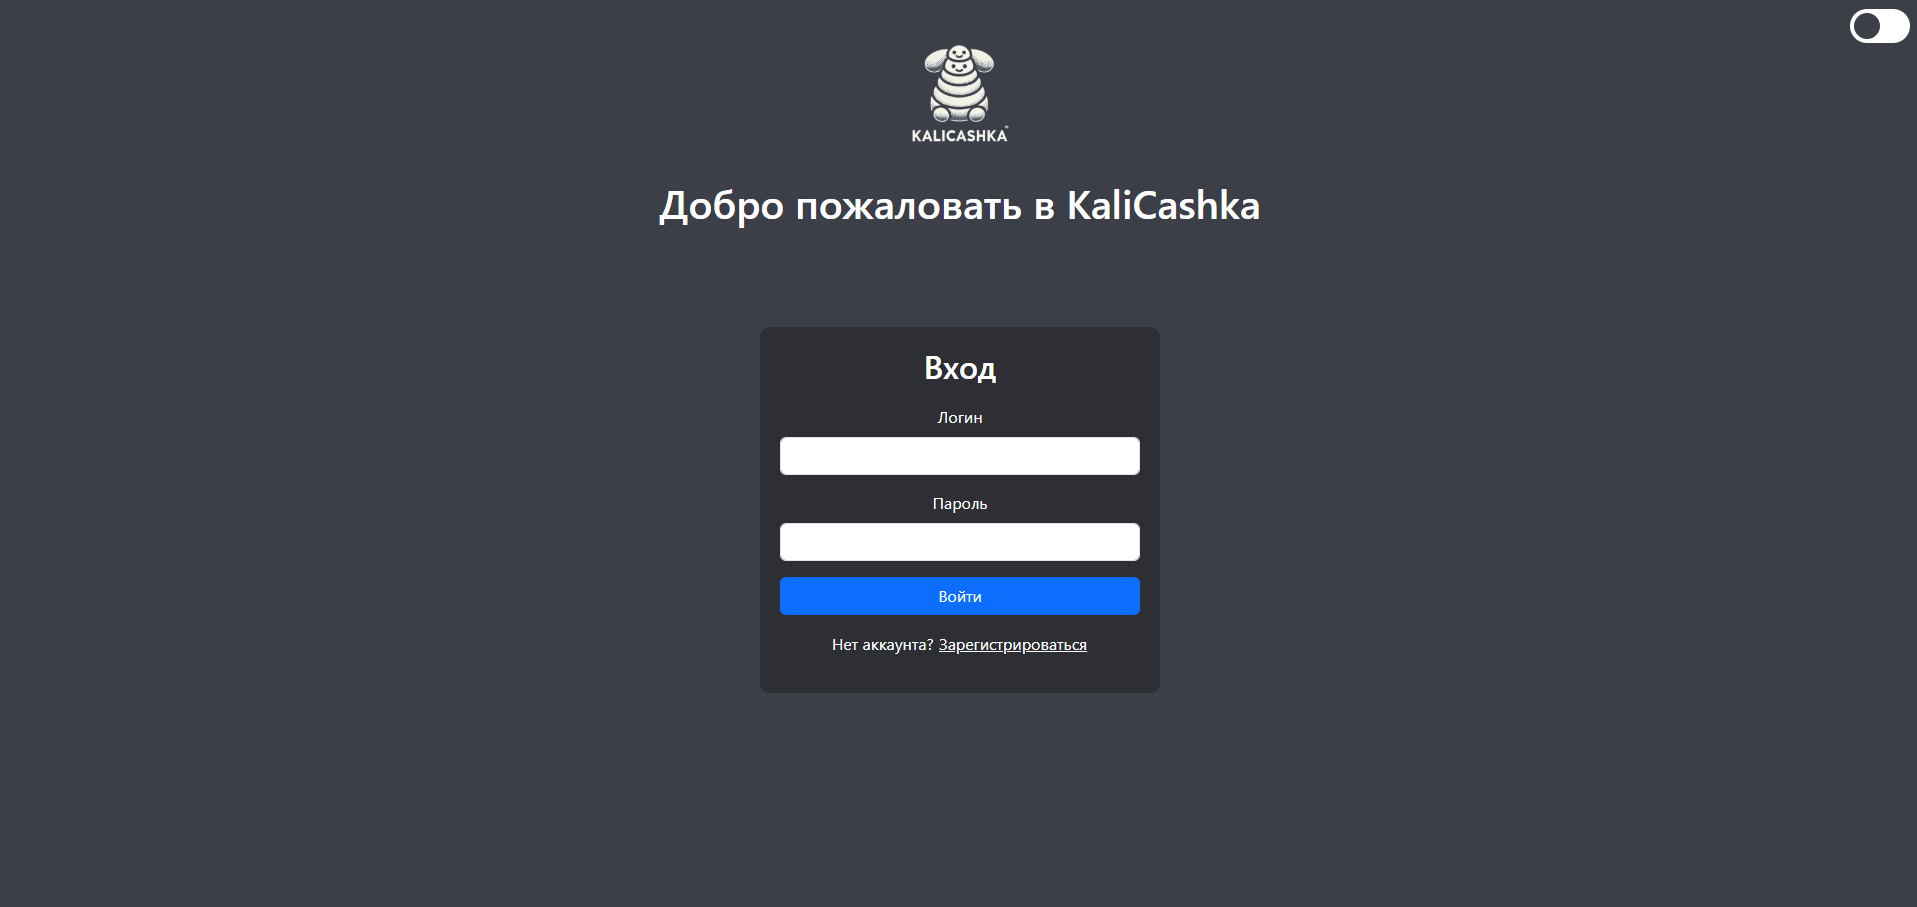 KALICASHKA
Добро пожаловать в KaliCashka
Вход
Логин
Пароль
Войти
Нет аккаунта? Зарегистрироваться